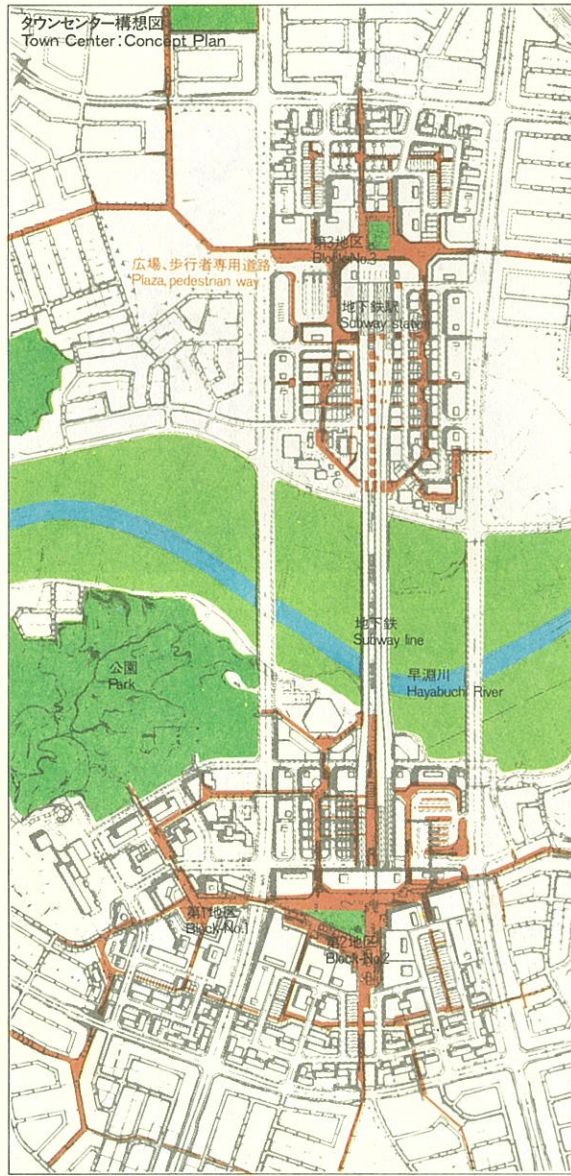 タウンセンター構想区
Town Center:Concept Plan
第3地区
Block-No.3
広場、歩行者専用道路
Plaza, pedestrian way
地下鉄駅
Subway station
地下鉄
Subway line
公園
Park
早淵川
Hayabuchi River
第1地区
Block-No.1
第2地区
Block-No.2